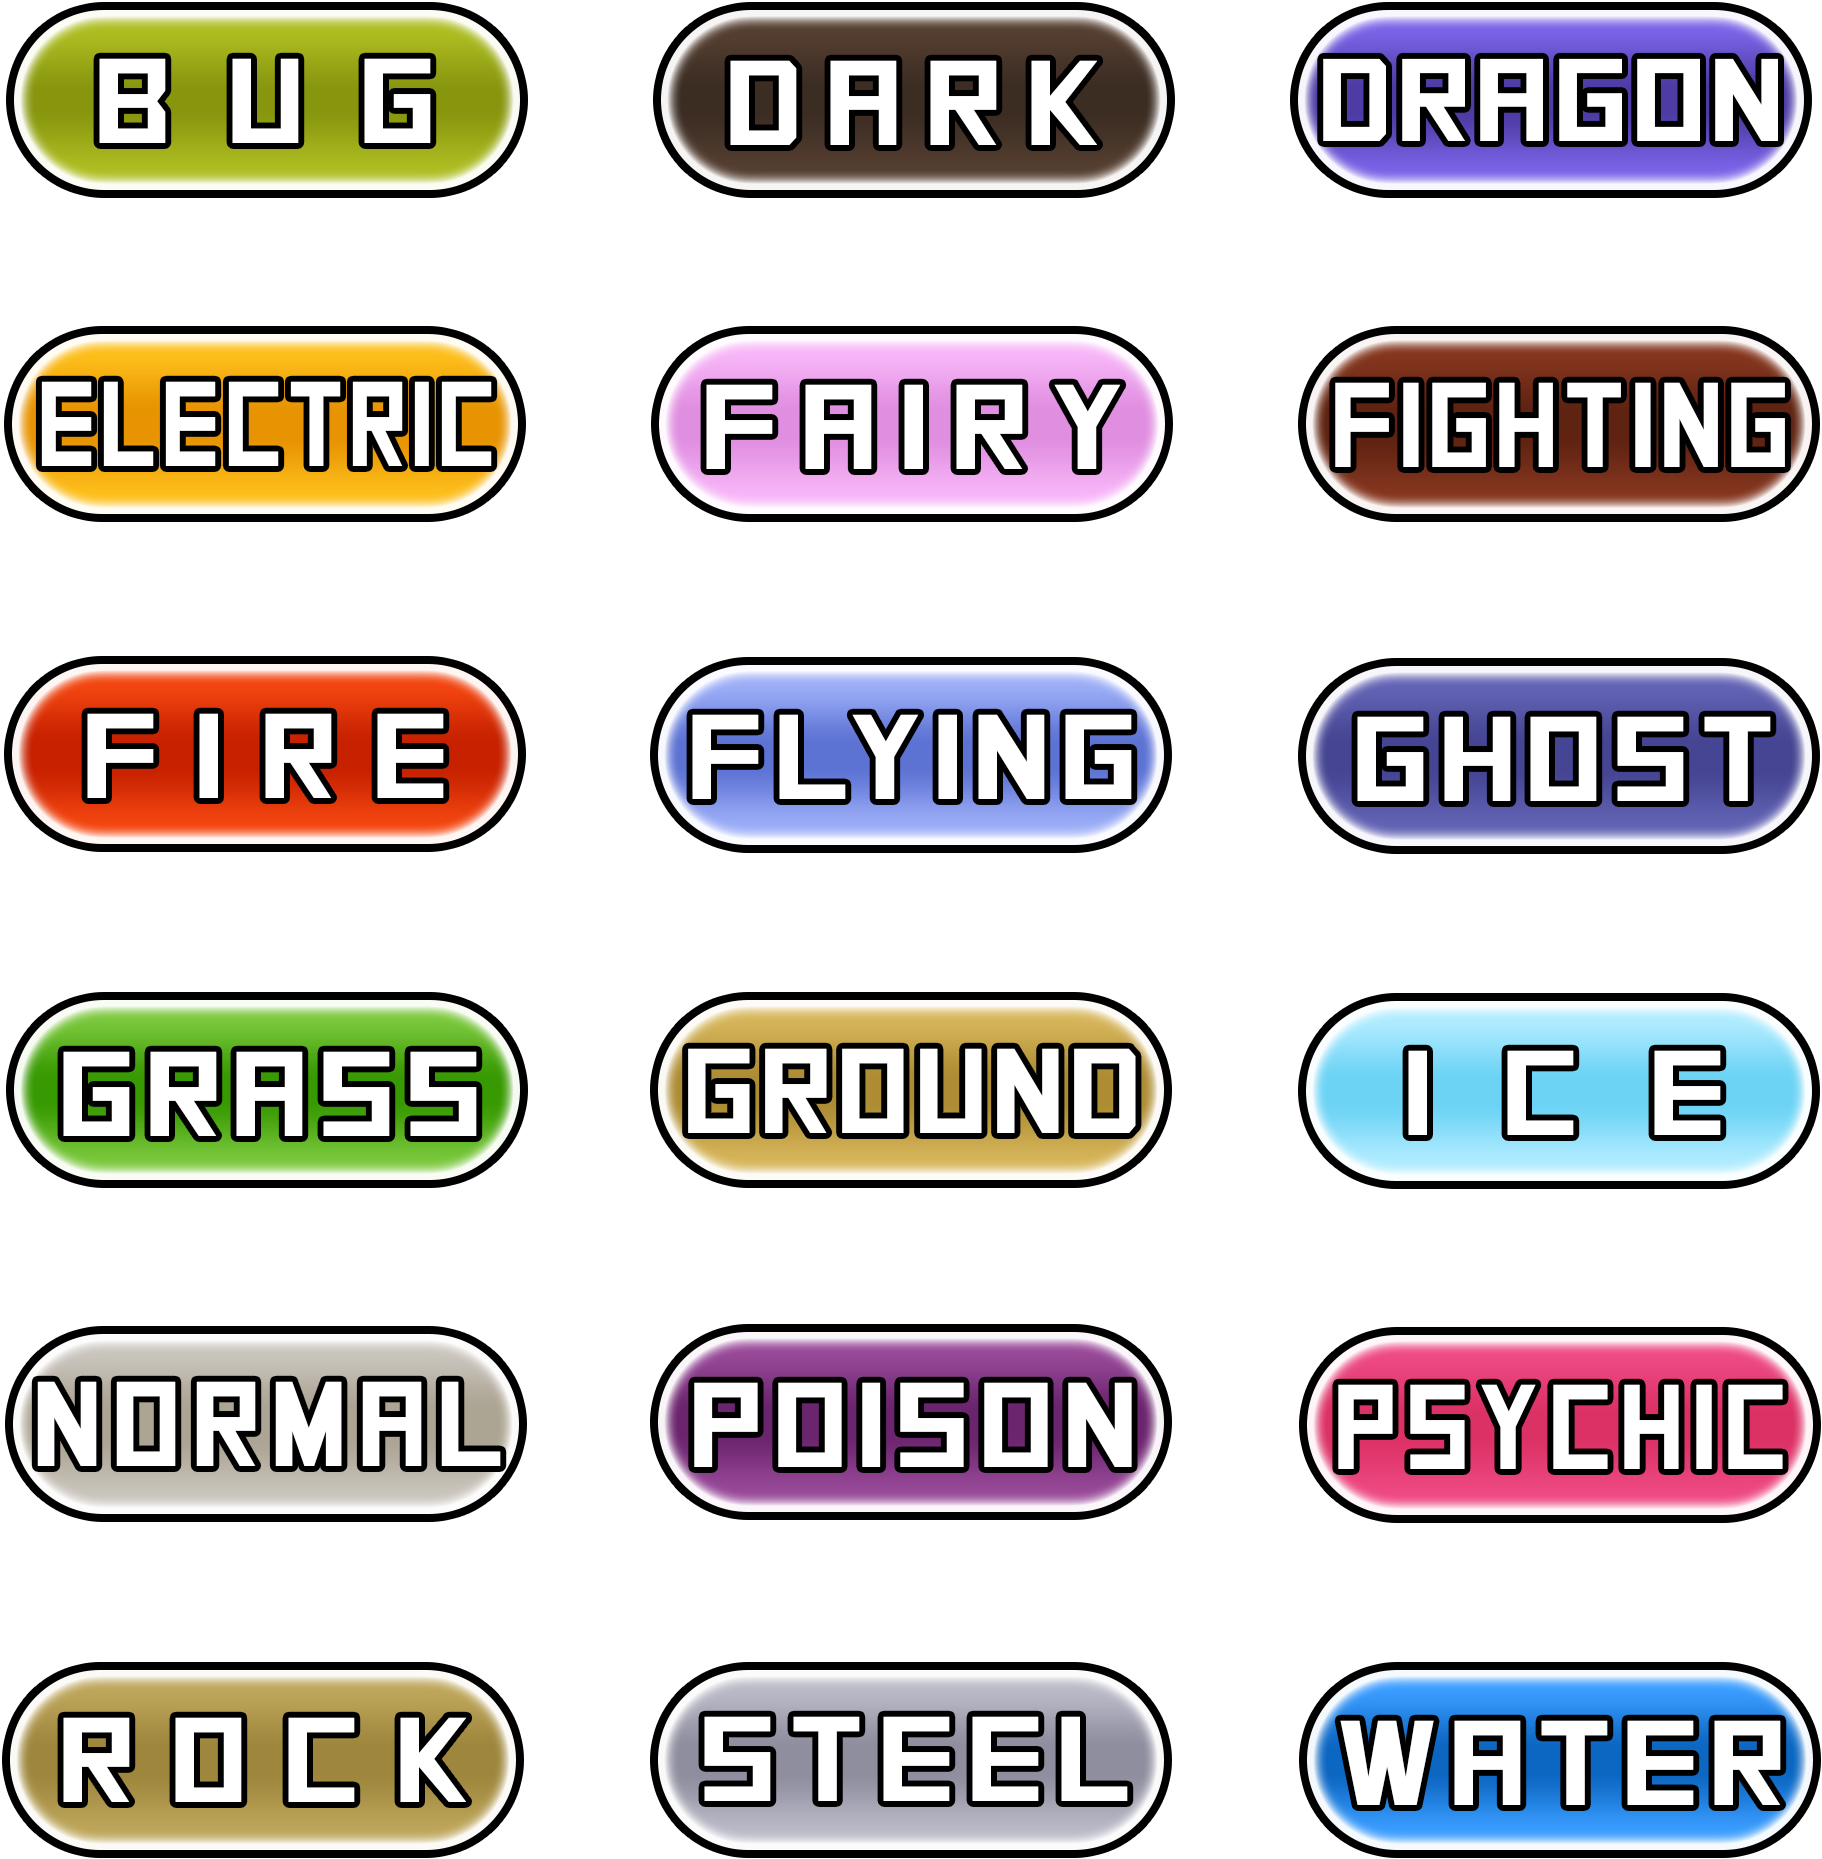 BUG
DARK
DRAGON
ELECTRIC
FAIRY
FIGHTING
FIRE
FLYING
GHOST
GRASS
GROUND
ICE
NORMAL
POISON
PSYCHIC
ROCK
STEEL
WATER